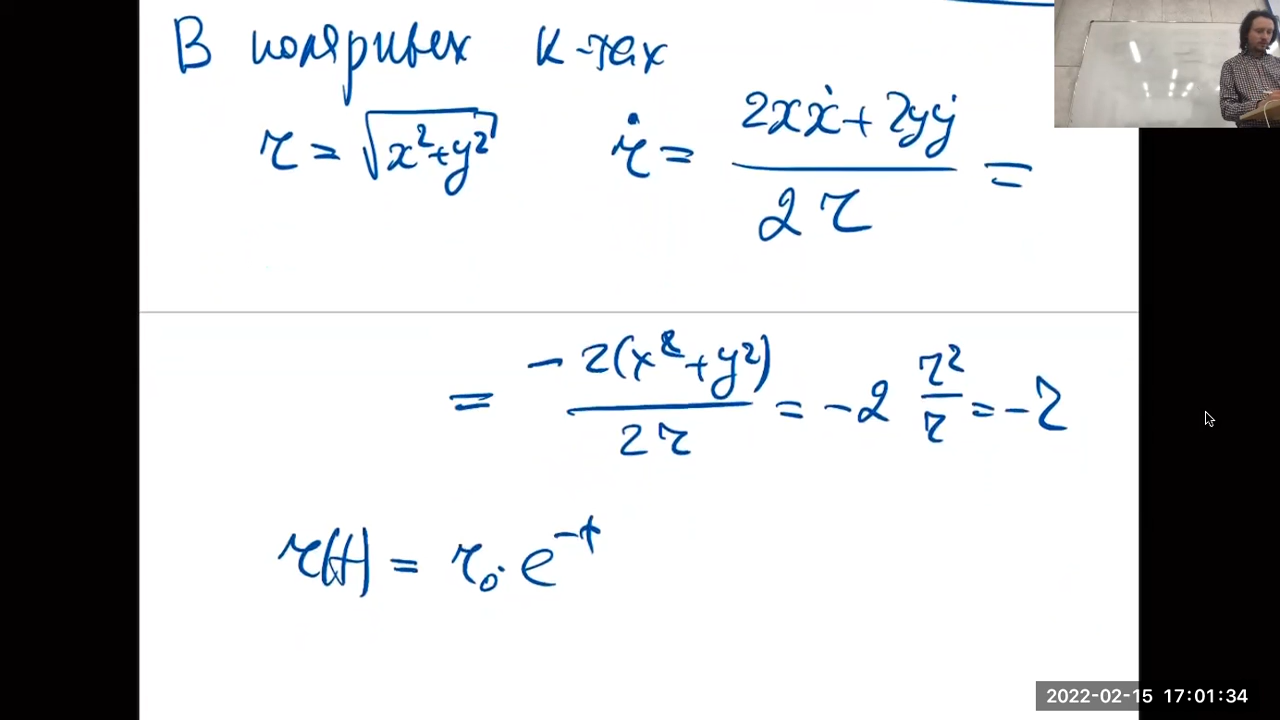 В полярных к-тах
r = √(x²+y²)   ṙ = (2xẋ + 2yẏ) / (2r) =
= −2(x²+y²) / (2r) = −2 r²/r = −r
r(t) = r₀ · e^(−t)
2022-02-15 17:01:34